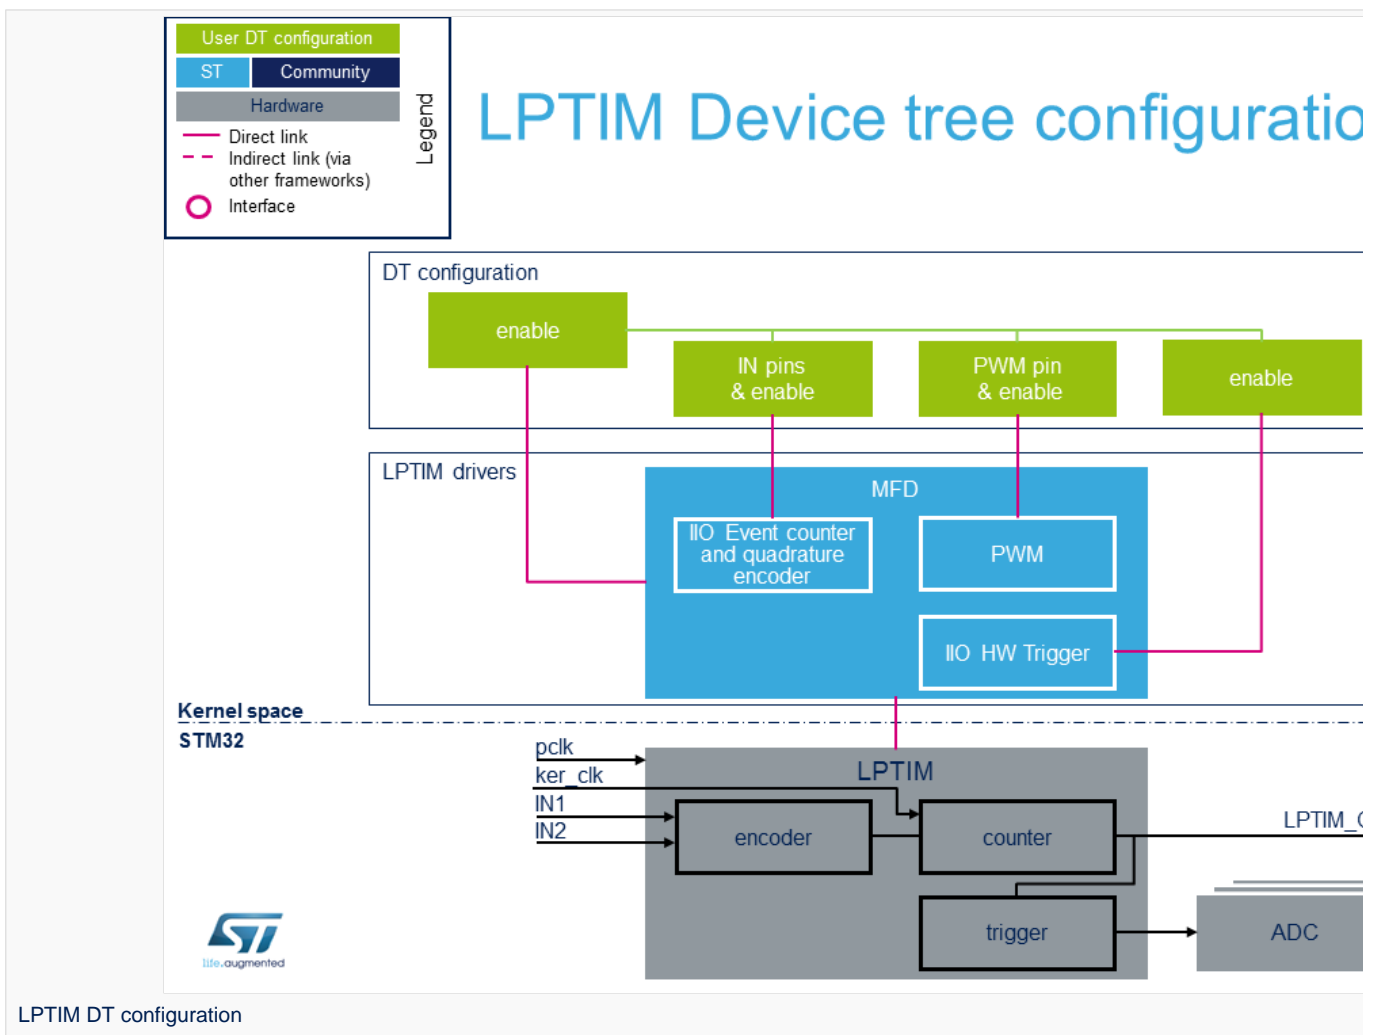 User DT configuration
ST
Community
Hardware
Direct link
Indirect link (via
other frameworks)
Interface
Legend
LPTIM Device tree configuratio
DT configuration
enable
IN pins
& enable
PWM pin
& enable
enable
LPTIM drivers
MFD
IIO Event counter
and quadrature
encoder
PWM
IIO HW Trigger
Kernel space
STM32
pclk
ker_clk
IN1
IN2
LPTIM
encoder
counter
LPTIM_
trigger
ADC
ST
life.augmented
LPTIM DT configuration